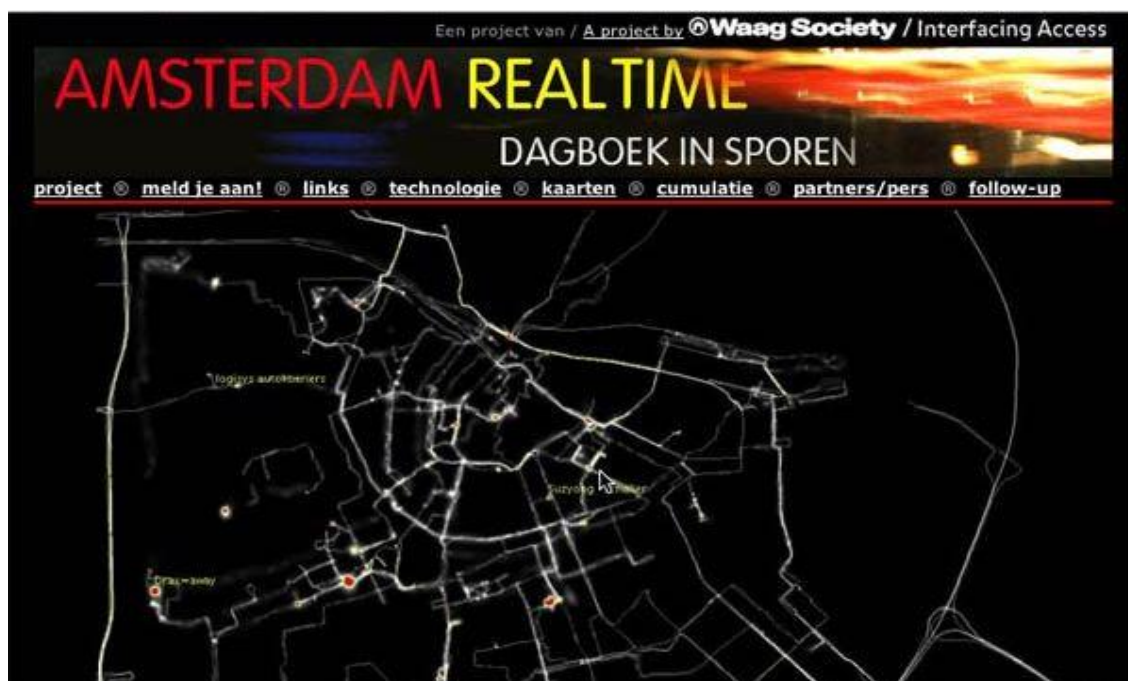 Een project van / A project by Waag Society / Interfacing Access
AMSTERDAM REALTIME
DAGBOEK IN SPOREN
project ® meld je aan! ® links ® technologie ® kaarten ® cumulatie ® partners/pers ® follow-up